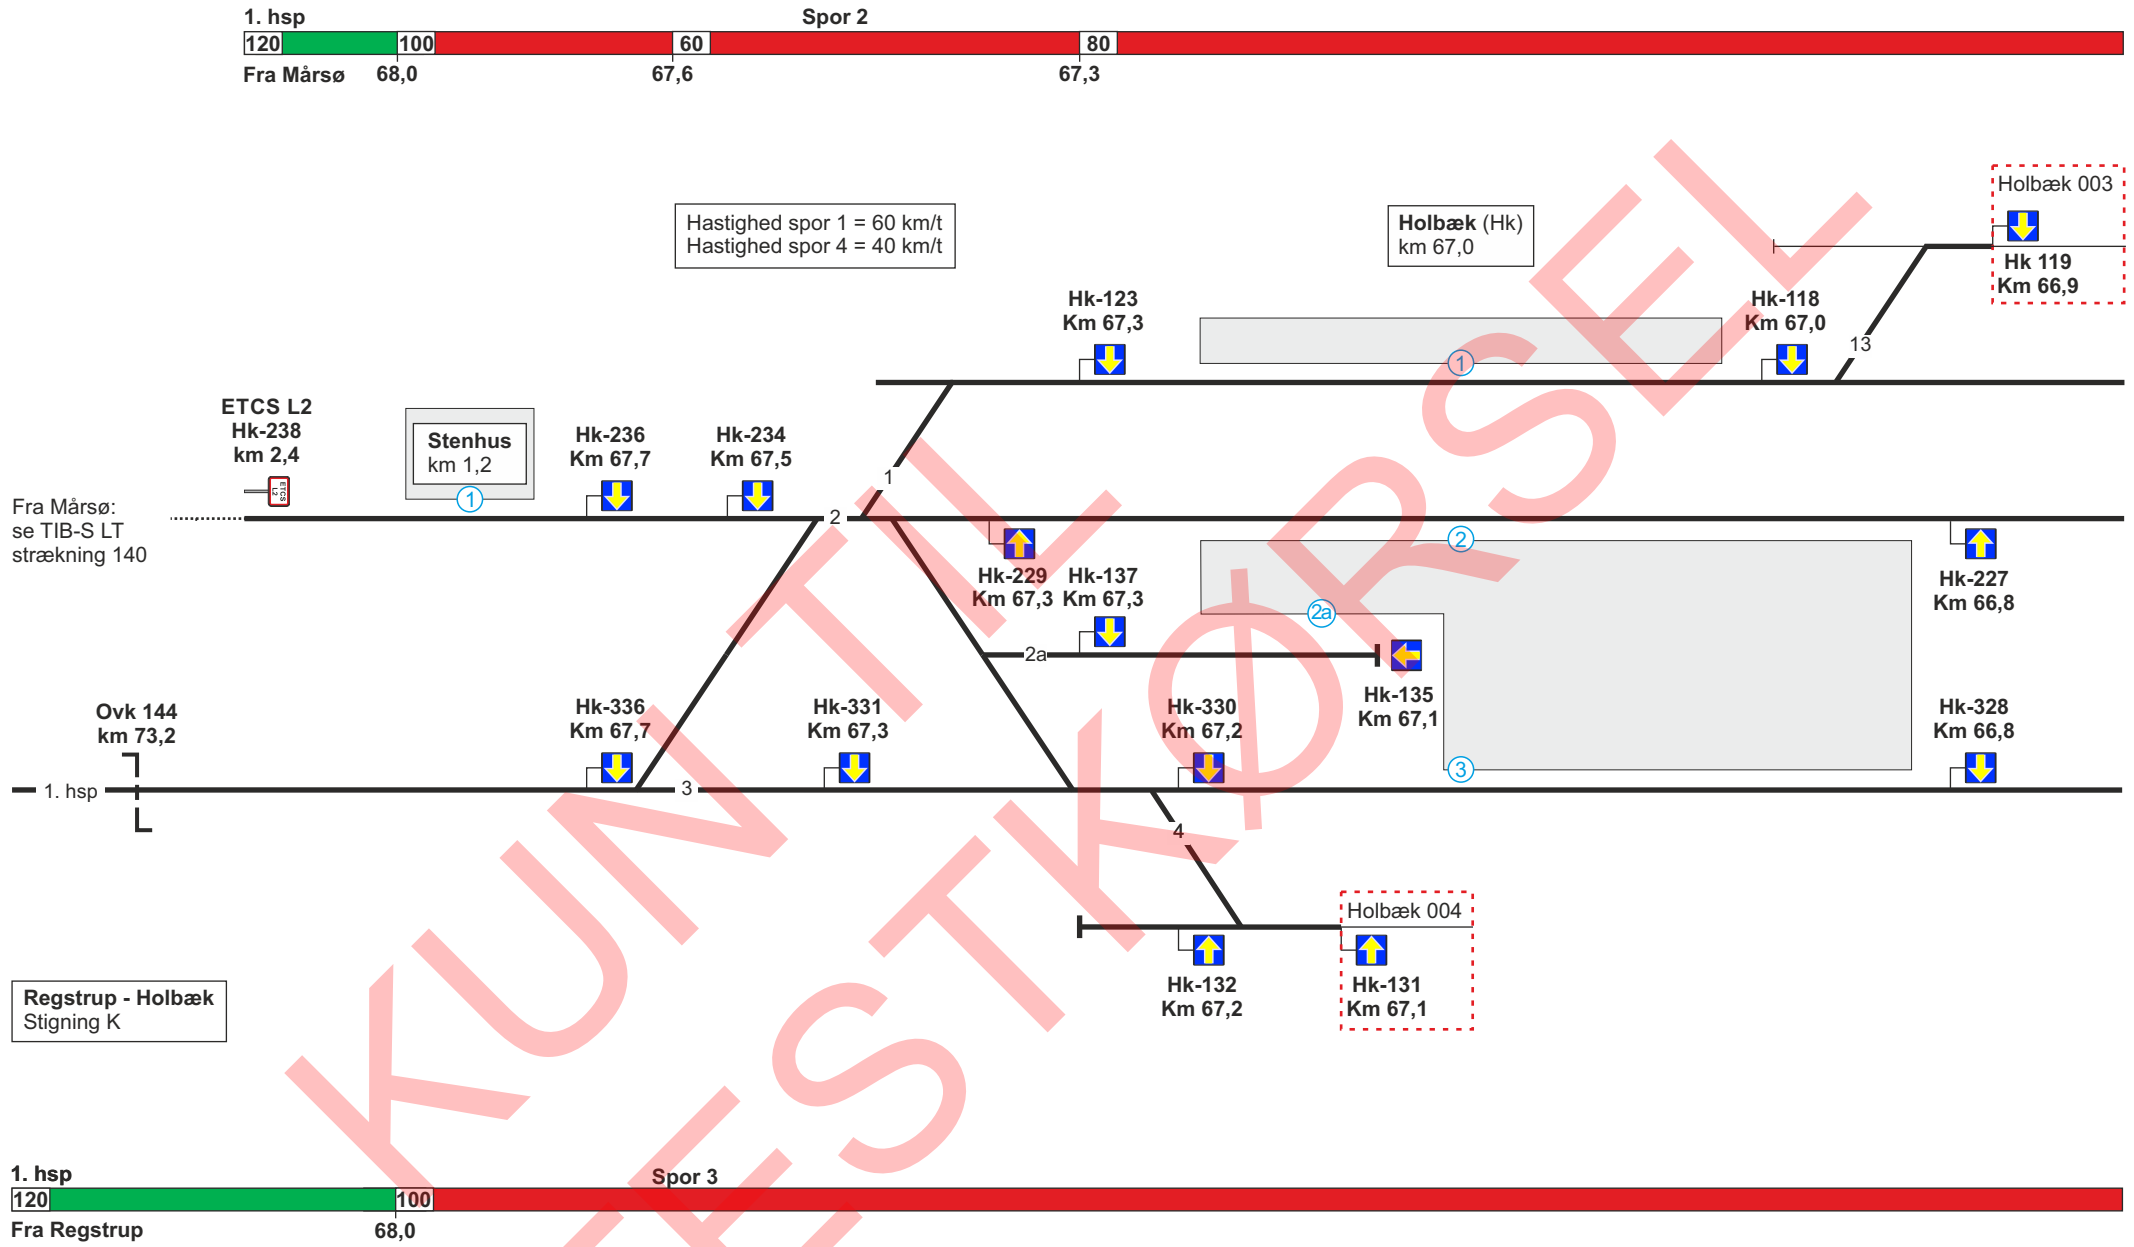 1. hsp
Spor 2
120
100
60
80
Fra Mårsø
68,0
67,6
67,3
Holbæk 003
Hastighed spor 1 = 60 km/t
Hastighed spor 4 = 40 km/t
Holbæk (Hk)
km 67,0
Hk 119
Km 66,9
Hk-123
Km 67,3
Hk-118
Km 67,0
13
1
ETCS L2
Hk-238
km 2,4
ETCS
L2
Stenhus
km 1,2
1
Hk-236
Km 67,7
Hk-234
Km 67,5
1
Fra Mårsø:
se TIB-S LT
strækning 140
2
2
Hk-229
Km 67,3
Hk-137
Km 67,3
Hk-227
Km 66,8
2a
2a
Hk-135
Km 67,1
Ovk 144
km 73,2
Hk-336
Km 67,7
Hk-331
Km 67,3
Hk-330
Km 67,2
Hk-328
Km 66,8
1. hsp
3
3
4
Holbæk 004
Hk-132
Km 67,2
Hk-131
Km 67,1
Regstrup - Holbæk
Stigning K
KUN TIL
TESTKØRSEL
1. hsp
Spor 3
120
100
Fra Regstrup
68,0